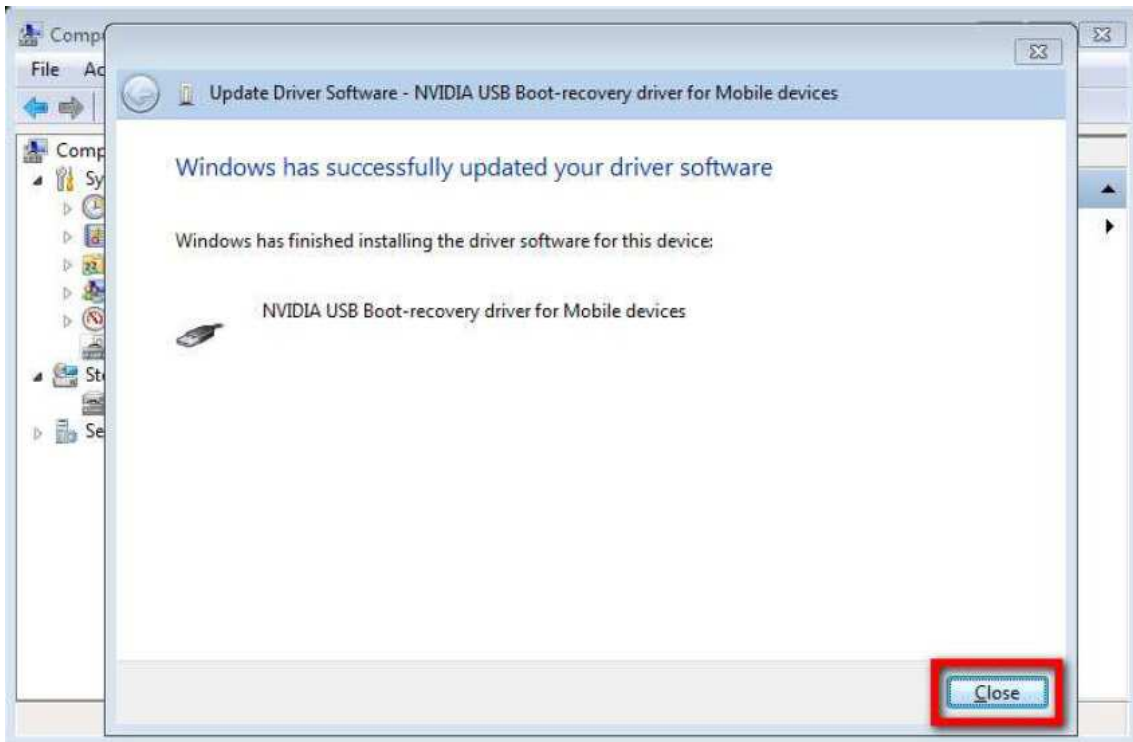 Comp
File Ac
Update Driver Software - NVIDIA USB Boot-recovery driver for Mobile devices
Comp
Sy
Windows has successfully updated your driver software
Windows has finished installing the driver software for this device:
NVIDIA USB Boot-recovery driver for Mobile devices
Sto
Se
Close